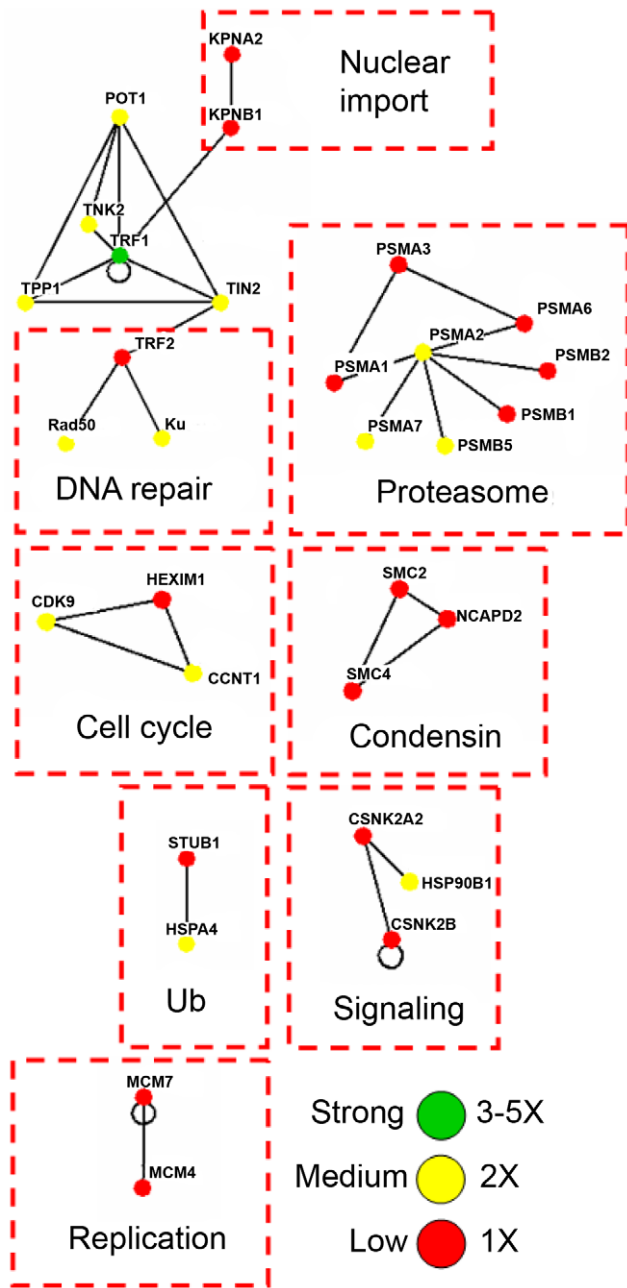 KPNA2
Nuclear
import
KPNB1
POT1
TNK2
TRF1
TPP1
TIN2
TRF2
Rad50
Ku
DNA repair
PSMA3
PSMA6
PSMA2
PSMB2
PSMA1
PSMB1
PSMA7
PSMB5
Proteasome
HEXIM1
CDK9
CCNT1
Cell cycle
SMC2
NCAPD2
SMC4
Condensin
STUB1
HSPA4
Ub
CSNK2A2
HSP90B1
CSNK2B
Signaling
MCM7
MCM4
Replication
Strong 3-5X
Medium 2X
Low 1X